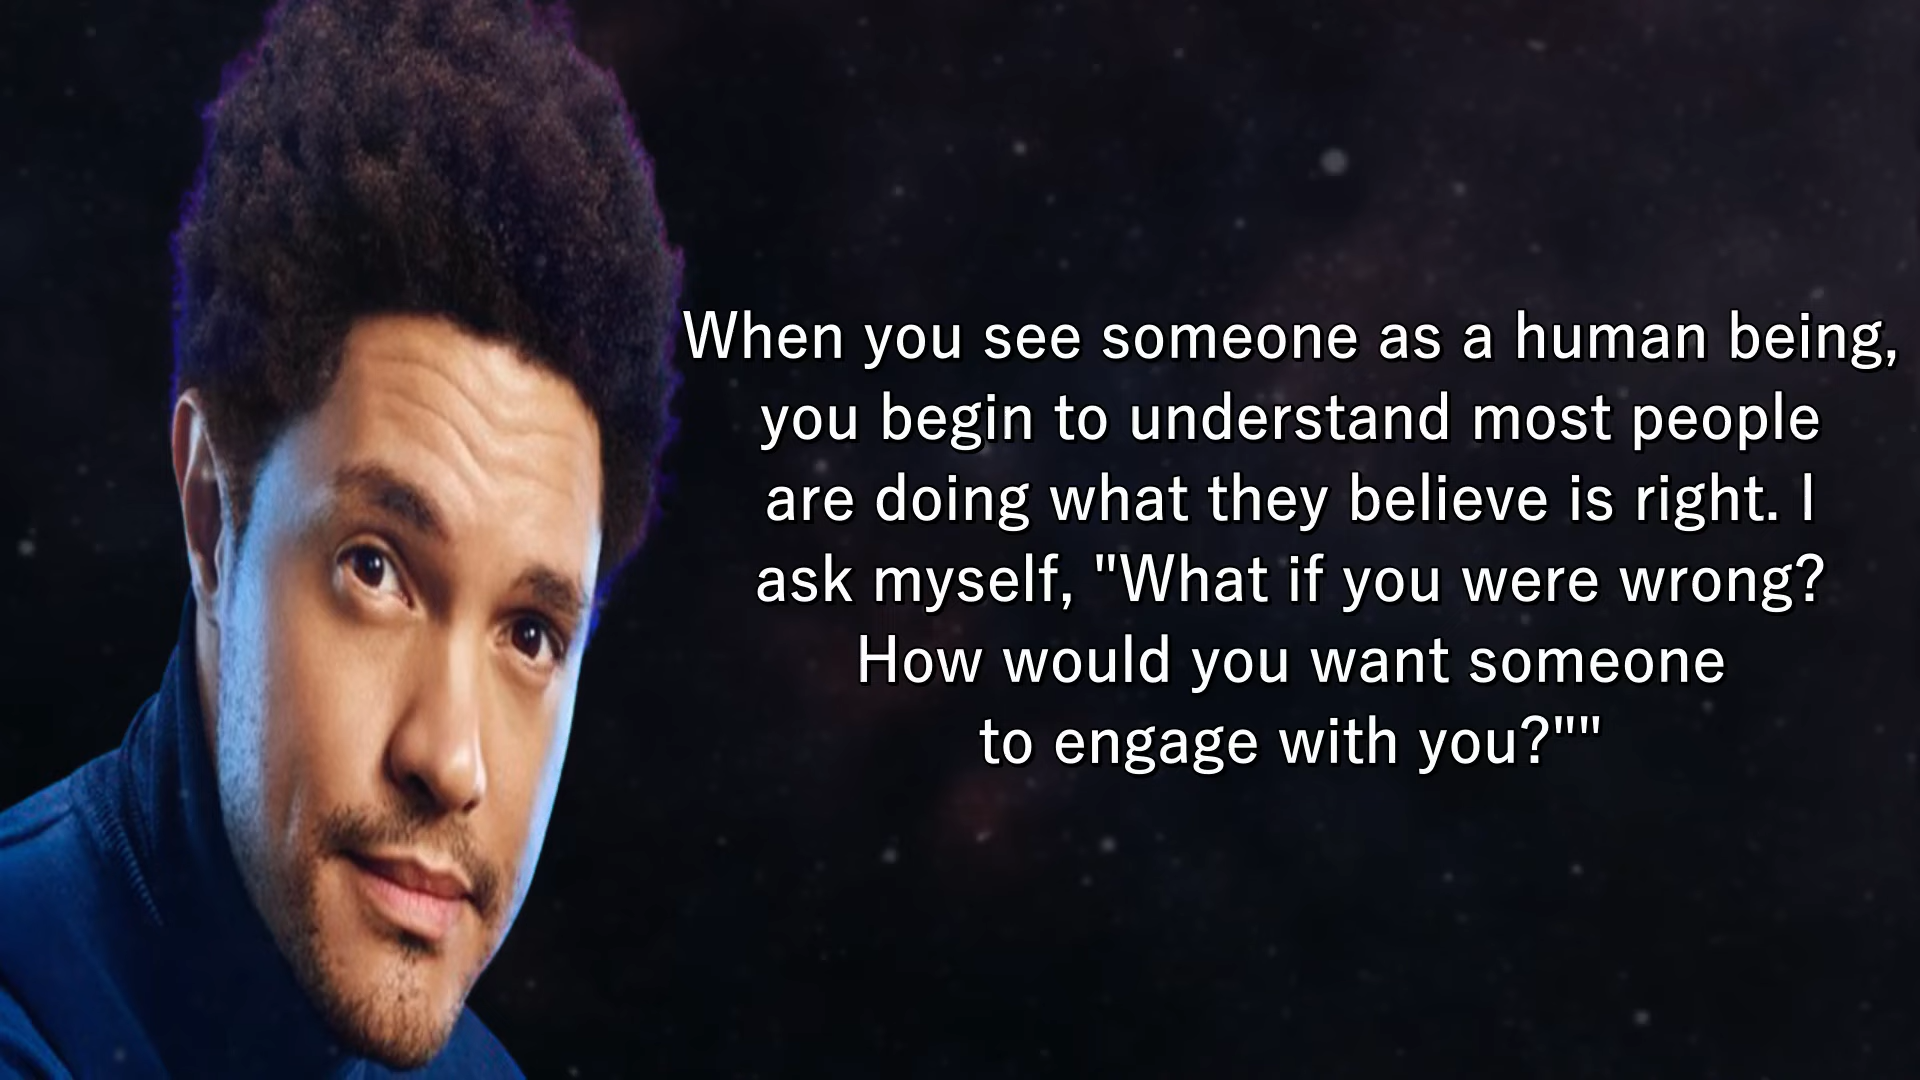 When you see someone as a human being,
you begin to understand most people
are doing what they believe is right. I
ask myself, "What if you were wrong?
How would you want someone
to engage with you?""